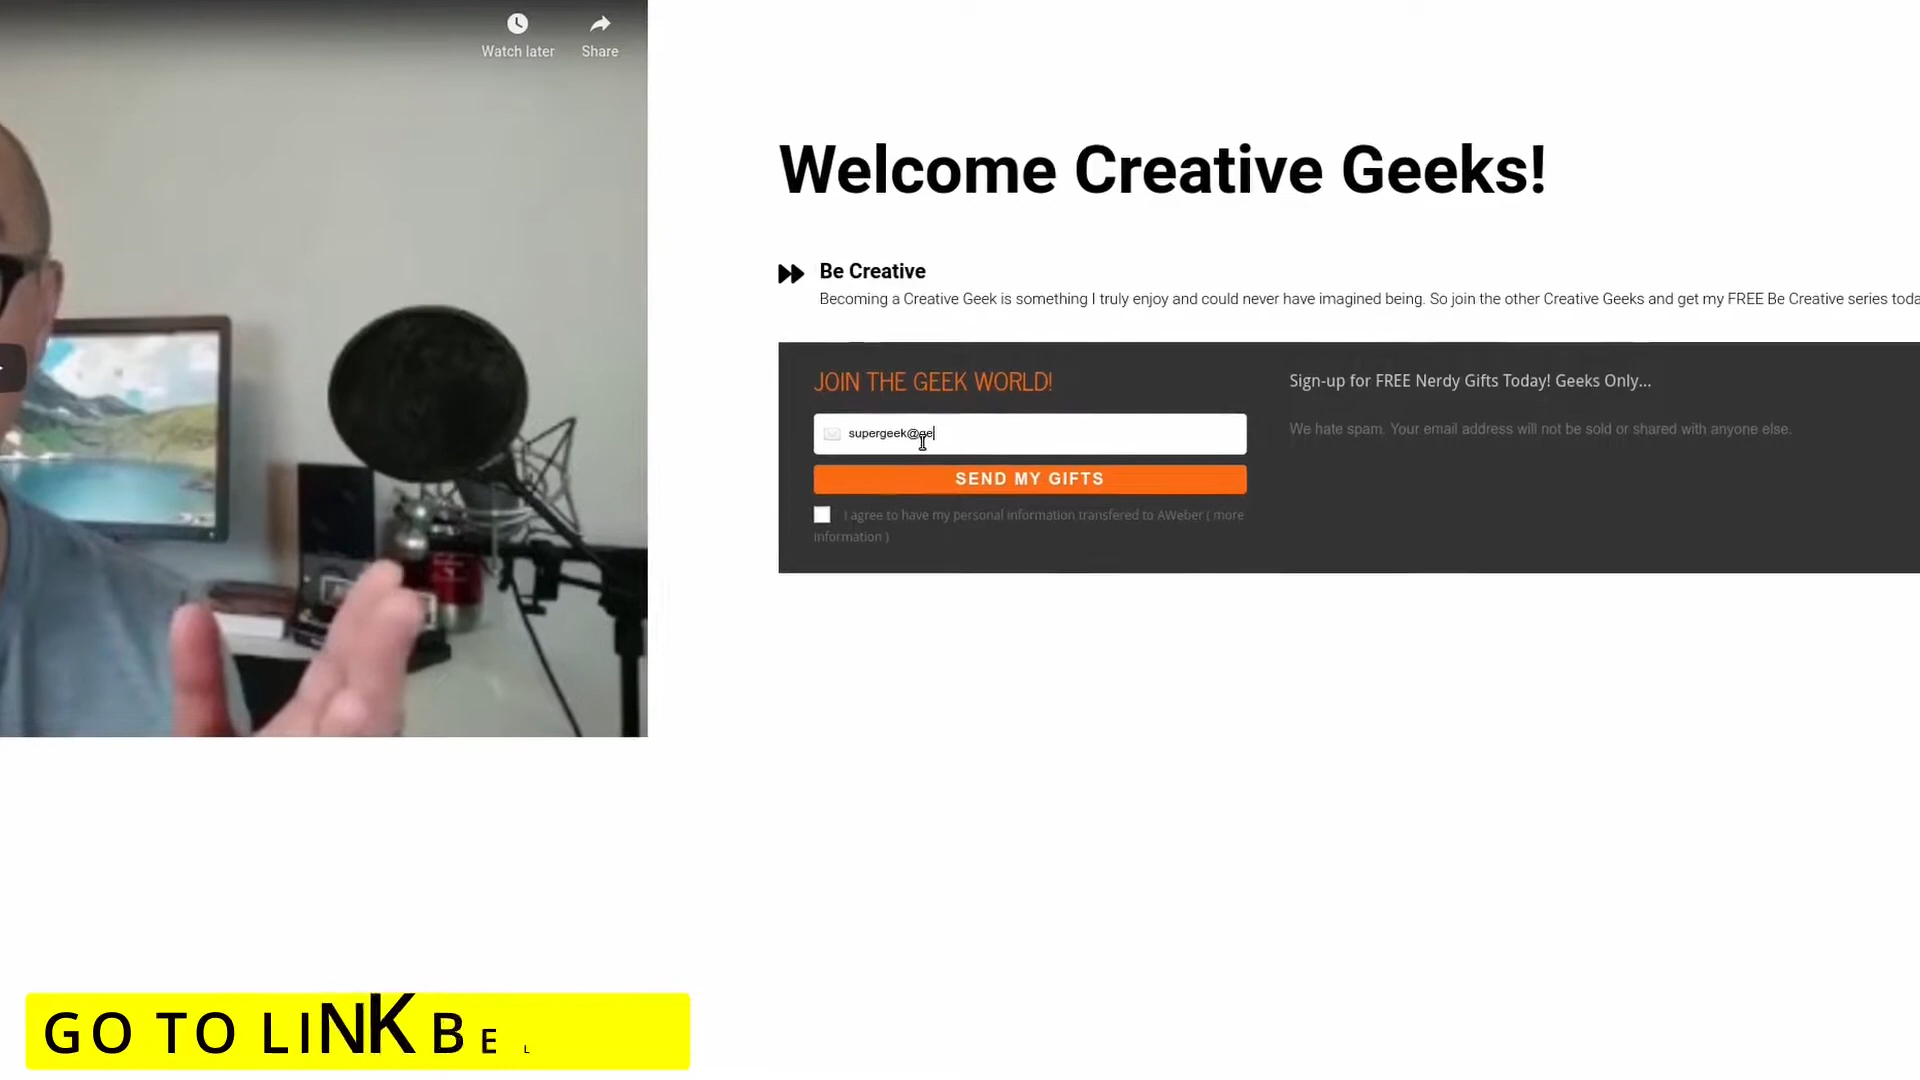 Watch later
Share
Welcome Creative Geeks!
Be Creative
Becoming a Creative Geek is something I truly enjoy and could never have imagined being. So join the other Creative Geeks and get my FREE Be Creative series toda
JOIN THE GEEK WORLD!
supergeek@ge
SEND MY GIFTS
I agree to have my personal information transfered to AWeber ( more
information )
Sign-up for FREE Nerdy Gifts Today! Geeks Only...
We hate spam. Your email address will not be sold or shared with anyone else.
GO TO LINK BEL